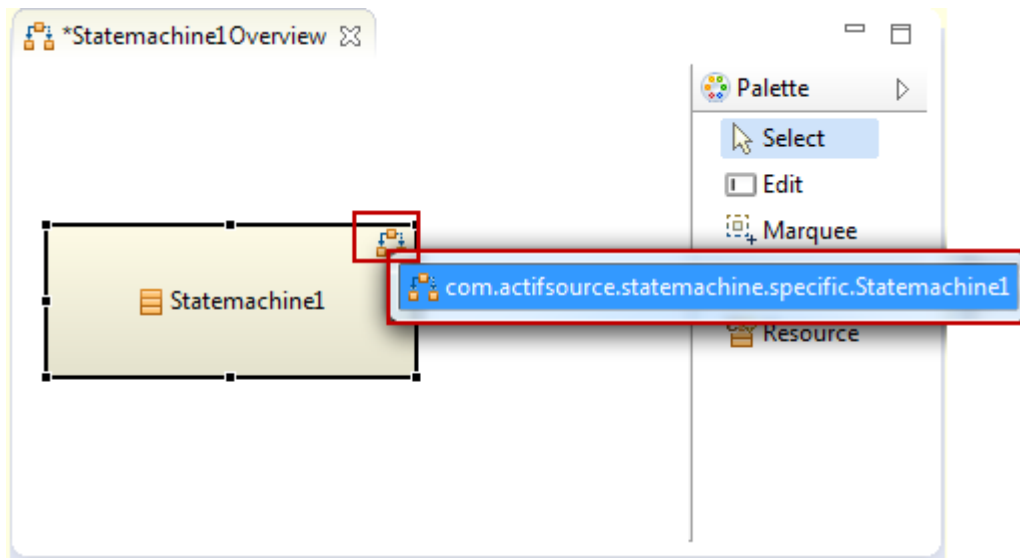 *Statemachine1Overview
Palette
Select
Edit
Marquee
com.actifsource.statemachine.specific.Statemachine1
Statemachine1
Resource